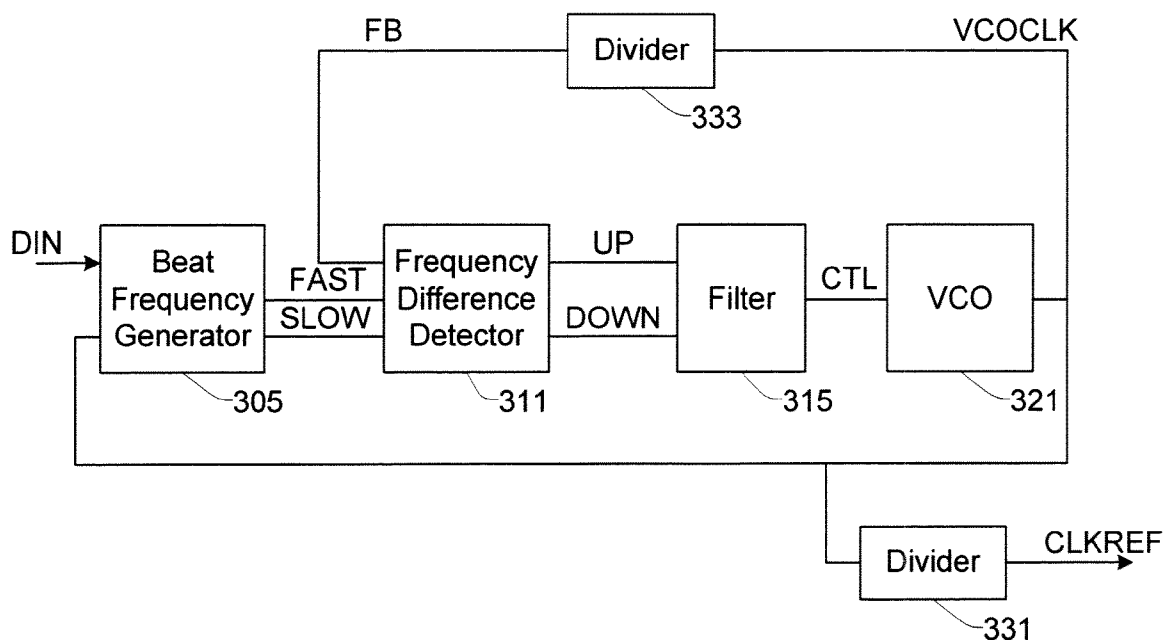 FB
Divider
VCOCLK
333
DIN
Beat
Frequency
Generator
305
FAST
SLOW
Frequency
Difference
Detector
311
UP
DOWN
Filter
315
CTL
VCO
321
Divider
331
CLKREF